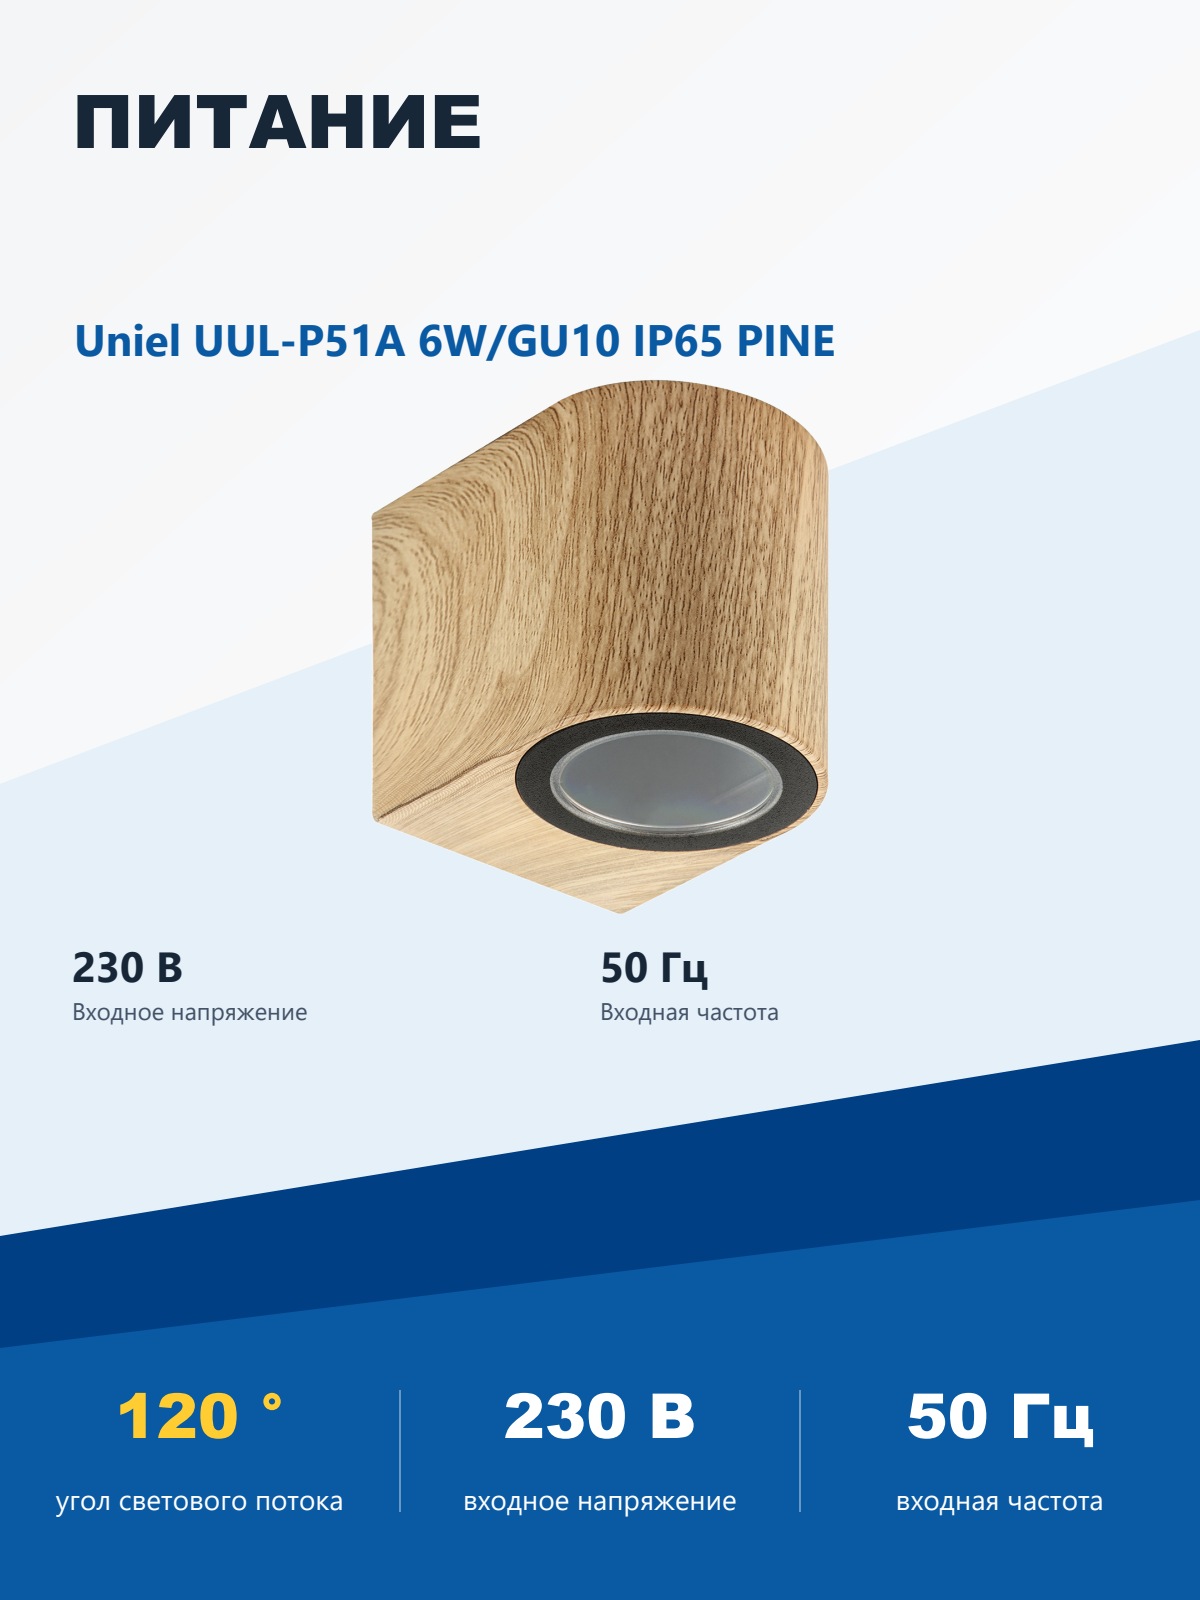 ПИТАНИЕ
Uniel UUL-P51A 6W/GU10 IP65 PINE
230 В
Входное напряжение
50 Гц
Входная частота
120 °
угол светового потока
230 В
входное напряжение
50 Гц
входная частота